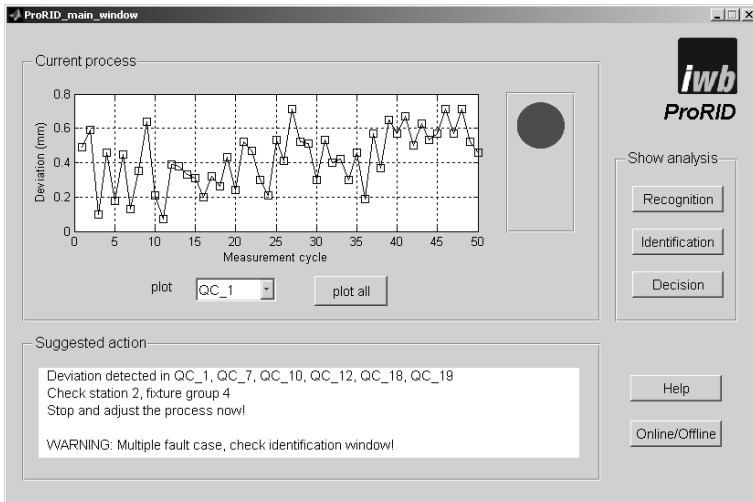 ProRID_main_window
Current process
0.8
0.6
0.4
0.2
0
Deviation (mm)
0 5 10 15 20 25 30 35 40 45 50
Measurement cycle
plot QC_1 plot all
iwb
ProRID
Show analysis
Recognition
Identification
Decision
Suggested action
Deviation detected in QC_1, QC_7, QC_10, QC_12, QC_18, QC_19
Check station 2, fixture group 4
Stop and adjust the process now!
WARNING: Multiple fault case, check identification window!
Help
Online/Offline